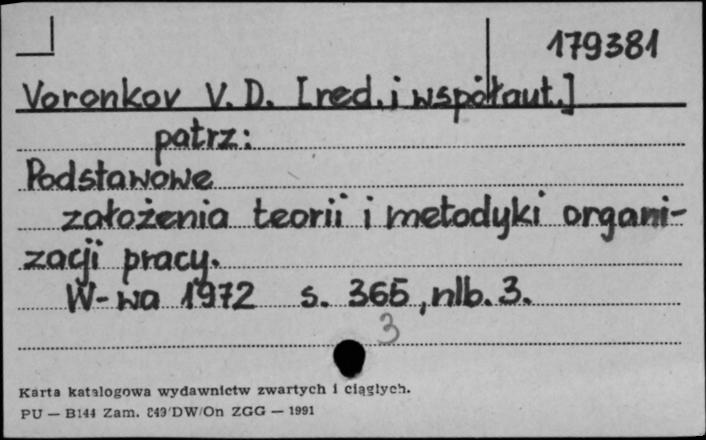 179381
Voronkov V. D. [red. i współaut.]
patrz:
Podstawowe
założenia teorii i metodyki organi-
zacji pracy.
W-wa 1972 s. 365, nlb. 3.
3
Karta katalogowa wydawnictw zwartych i ciągłych.
PU — B144 Zam. 849/DW/On ZGG — 1991